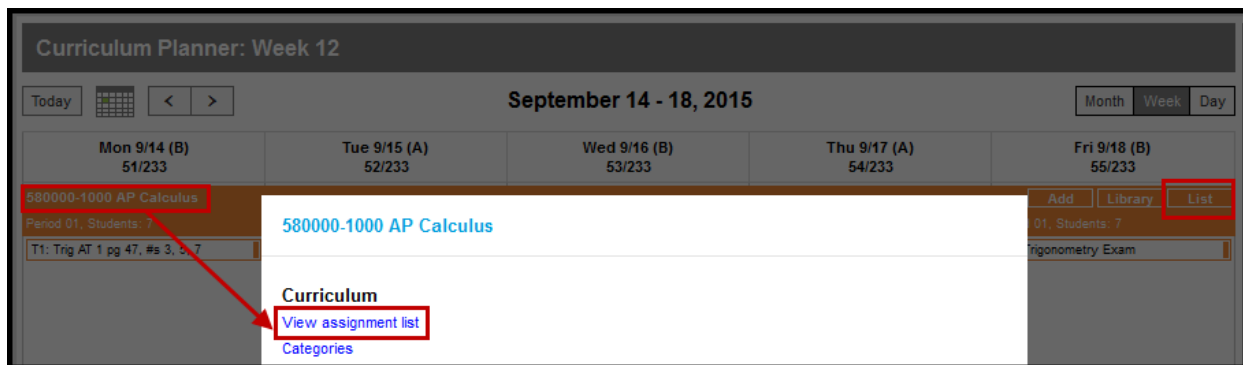 Curriculum Planner: Week 12
Today < > September 14 - 18, 2015 Month Week Day
Mon 9/14 (B) Tue 9/15 (A) Wed 9/16 (B) Thu 9/17 (A) Fri 9/18 (B)
51/233 52/233 53/233 54/233 55/233
580000-1000 AP Calculus Add Library List
Period 01, Students: 7 01, Students: 7
T1: Trig AT 1 pg 47, #s 3, 5, 7 Trigonometry Exam
580000-1000 AP Calculus
Curriculum
View assignment list
Categories